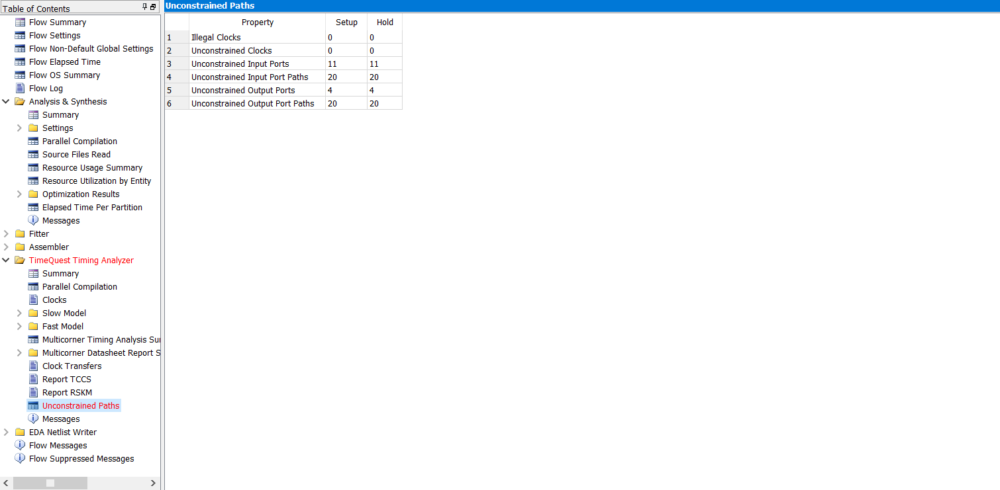 Table of Contents
Flow Summary
Flow Settings
Flow Non-Default Global Settings
Flow Elapsed Time
Flow OS Summary
Flow Log
Analysis & Synthesis
Summary
Settings
Parallel Compilation
Source Files Read
Resource Usage Summary
Resource Utilization by Entity
Optimization Results
Elapsed Time Per Partition
Messages
Fitter
Assembler
TimeQuest Timing Analyzer
Summary
Parallel Compilation
Clocks
Slow Model
Fast Model
Multicorner Timing Analysis Su
Multicorner Datasheet Report S
Clock Transfers
Report TCCS
Report RSKM
Unconstrained Paths
Messages
EDA Netlist Writer
Flow Messages
Flow Suppressed Messages
Unconstrained Paths
Property Setup Hold
1 Illegal Clocks 0 0
2 Unconstrained Clocks 0 0
3 Unconstrained Input Ports 11 11
4 Unconstrained Input Port Paths 20 20
5 Unconstrained Output Ports 4 4
6 Unconstrained Output Port Paths 20 20